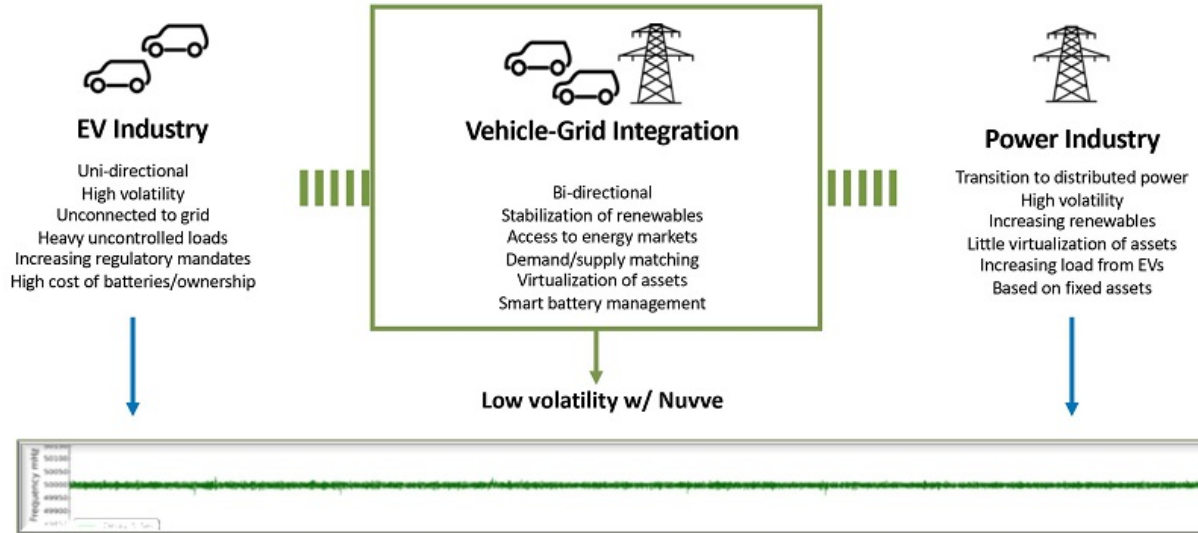 EV Industry
Uni-directional
High volatility
Unconnected to grid
Heavy uncontrolled loads
Increasing regulatory mandates
High cost of batteries/ownership
Vehicle-Grid Integration
Bi-directional
Stabilization of renewables
Access to energy markets
Demand/supply matching
Virtualization of assets
Smart battery management
Power Industry
Transition to distributed power
High volatility
Increasing renewables
Little virtualization of assets
Increasing load from EVs
Based on fixed assets
Low volatility w/ Nuvve
Frequency mHz
50100
50050
50000
49950
49900